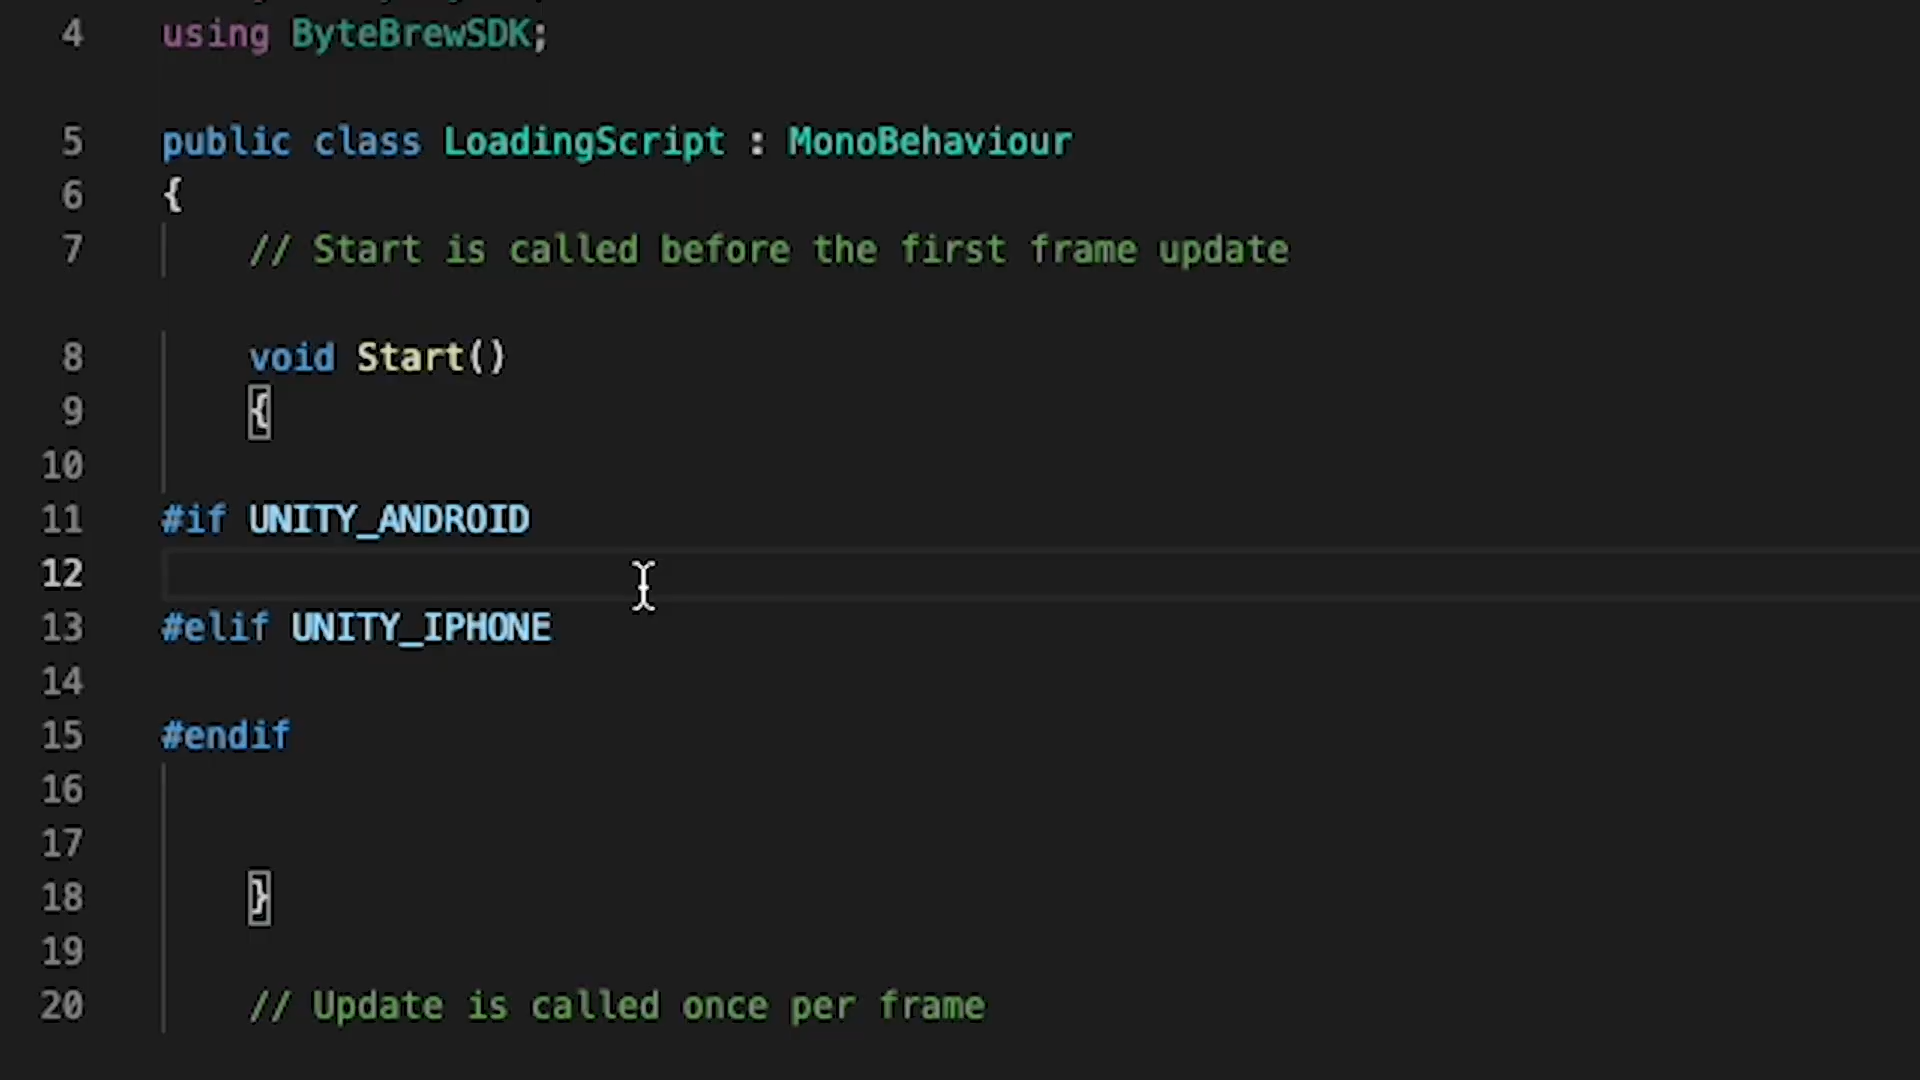 4 using ByteBrewSDK;
5 public class LoadingScript : MonoBehaviour
6 {
7 // Start is called before the first frame update
8 void Start()
9 {
10
11 #if UNITY_ANDROID
12
13 #elif UNITY_IPHONE
14
15 #endif
16
17
18 }
19
20 // Update is called once per frame